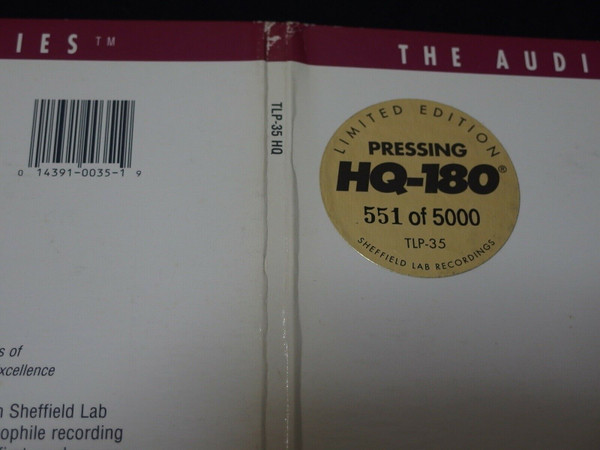 IES™
THE AUDI
0 14391-0035-1 9
TLP-35 HQ
LIMITED EDITION
PRESSING
HQ-180®
551 of 5000
TLP-35
SHEFFIELD LAB RECORDINGS
s of
xcellence
n Sheffield Lab
ophile recording